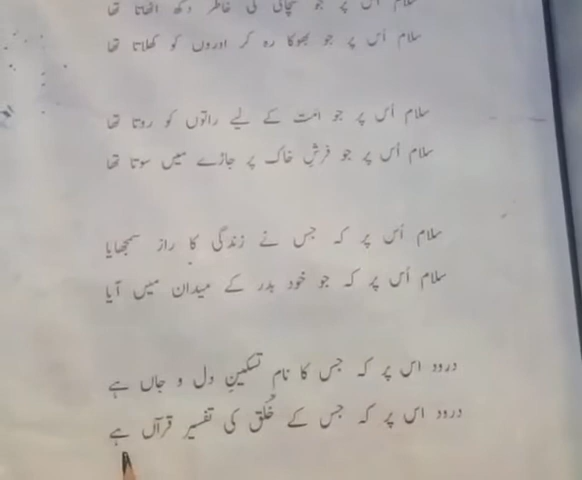 سلام اس پر جو سچائی کی خاطر دکھ اٹھاتا تھا
سلام اُس پر جو بھوکا رہ کر اوروں کو کھلاتا تھا
سلام اُس پر جو امت کے لیے راتوں کو روتا تھا
سلام اُس پر جو فرشِ خاک پر جاڑے میں سوتا تھا
سلام اُس پر کہ جس نے زندگی کا راز سمجھایا
سلام اُس پر کہ جو خود بدر کے میدان میں آیا
درود اس پر کہ جس کا نام تسکینِ دل و جاں ہے
درود اس پر کہ جس کے خُلق کی تفسیر قرآں ہے